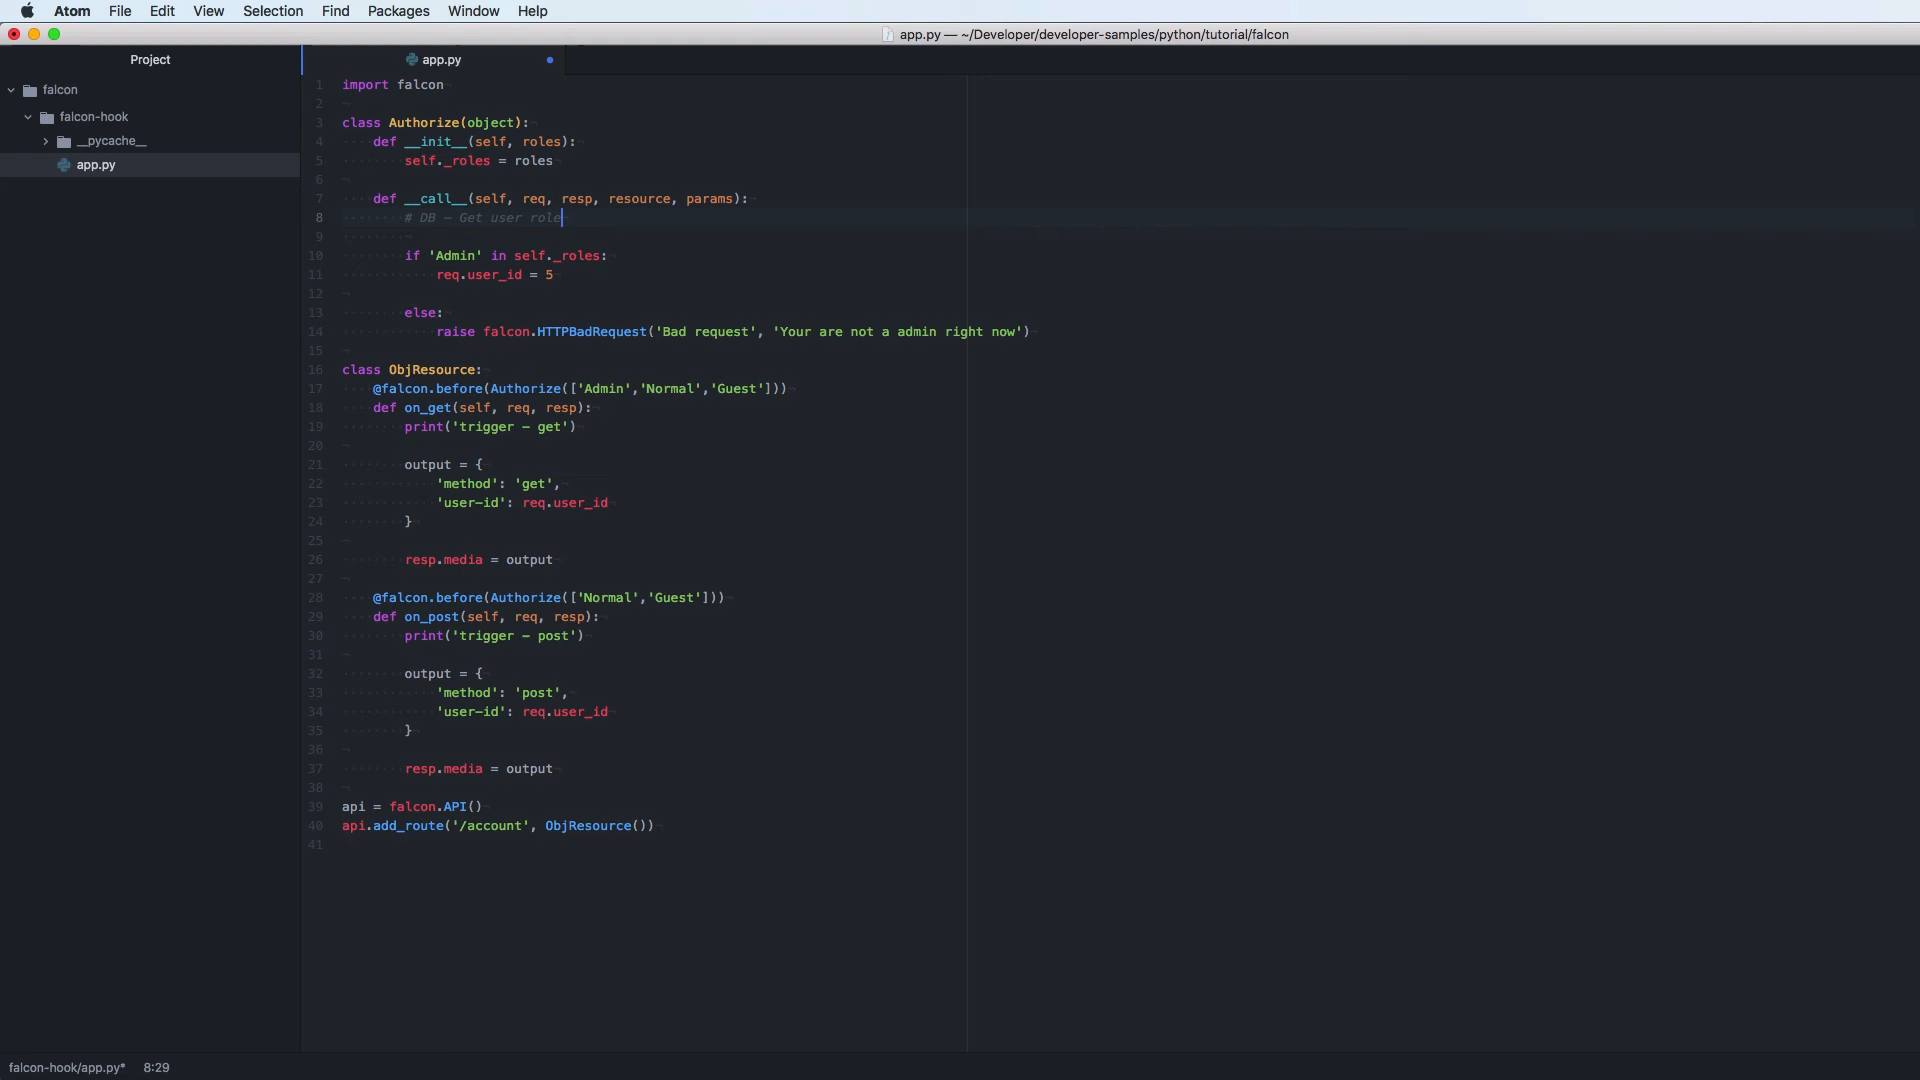 Atom File Edit View Selection Find Packages Window Help
app.py — ~/Developer/developer-samples/python/tutorial/falcon
Project
app.py
falcon
falcon-hook
__pycache__
app.py
1 import falcon
2
3 class Authorize(object):
4 def __init__(self, roles):
5 self._roles = roles
6
7 def __call__(self, req, resp, resource, params):
8 # DB - Get user role
9
10 if 'Admin' in self._roles:
11 req.user_id = 5
12
13 else:
14 raise falcon.HTTPBadRequest('Bad request', 'Your are not a admin right now')
15
16 class ObjResource:
17 @falcon.before(Authorize(['Admin','Normal','Guest']))
18 def on_get(self, req, resp):
19 print('trigger - get')
20
21 output = {
22 'method': 'get',
23 'user-id': req.user_id
24 }
25
26 resp.media = output
27
28 @falcon.before(Authorize(['Normal','Guest']))
29 def on_post(self, req, resp):
30 print('trigger - post')
31
32 output = {
33 'method': 'post',
34 'user-id': req.user_id
35 }
36
37 resp.media = output
38
39 api = falcon.API()
40 api.add_route('/account', ObjResource())
41
falcon-hook/app.py* 8:29